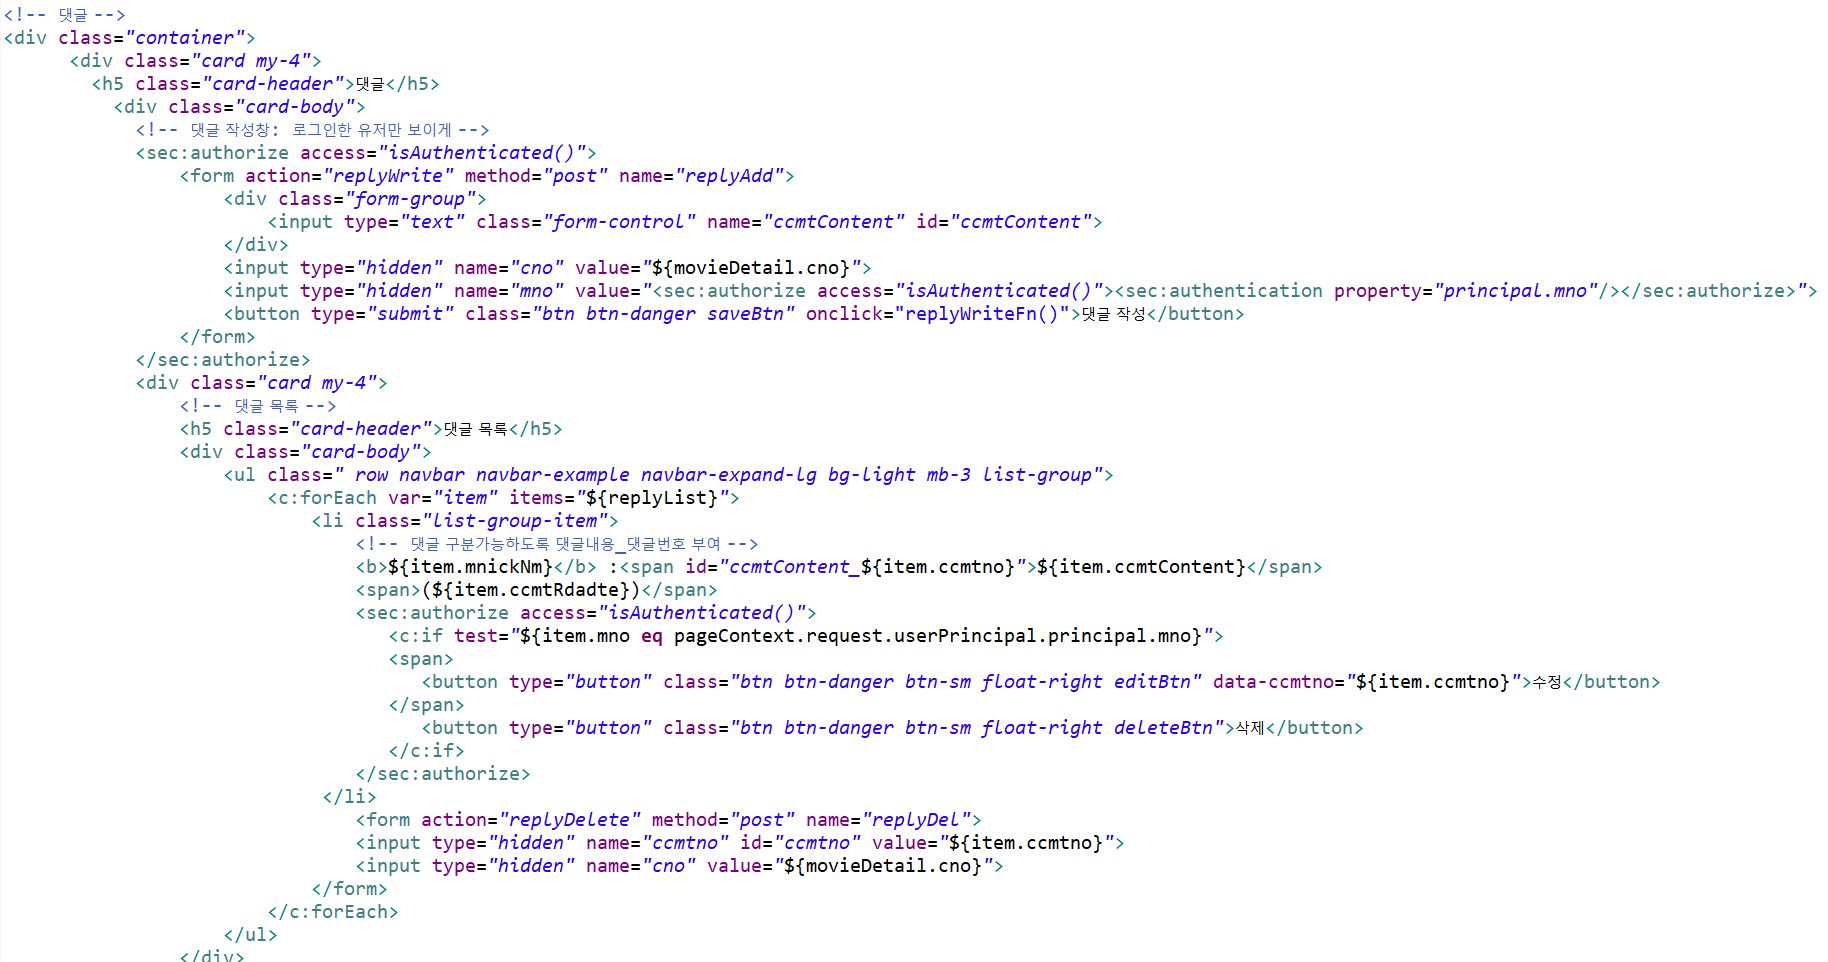 <!-- 댓글 -->
<div class="container">
<div class="card my-4">
<h5 class="card-header">댓글</h5>
<div class="card-body">
<!-- 댓글 작성창: 로그인한 유저만 보이게 -->
<sec:authorize access="isAuthenticated()">
<form action="replyWrite" method="post" name="replyAdd">
<div class="form-group">
<input type="text" class="form-control" name="ccmtContent" id="ccmtContent">
</div>
<input type="hidden" name="cno" value="${movieDetail.cno}">
<input type="hidden" name="mno" value="<sec:authorize access="isAuthenticated()"><sec:authentication property="principal.mno"/></sec:authorize>">
<button type="submit" class="btn btn-danger saveBtn" onclick="replyWriteFn()">댓글 작성</button>
</form>
</sec:authorize>
<div class="card my-4">
<!-- 댓글 목록 -->
<h5 class="card-header">댓글 목록</h5>
<div class="card-body">
<ul class=" row navbar navbar-example navbar-expand-lg bg-light mb-3 list-group">
<c:forEach var="item" items="${replyList}">
<li class="list-group-item">
<!-- 댓글 구분가능하도록 댓글내용_댓글번호 부여 -->
<b>${item.mnickNm}</b> :<span id="ccmtContent_${item.ccmtno}">${item.ccmtContent}</span>
<span>(${item.ccmtRdadte})</span>
<sec:authorize access="isAuthenticated()">
<c:if test="${item.mno eq pageContext.request.userPrincipal.principal.mno}">
<span>
<button type="button" class="btn btn-danger btn-sm float-right editBtn" data-ccmtno="${item.ccmtno}">수정</button>
</span>
<button type="button" class="btn btn-danger btn-sm float-right deleteBtn">삭제</button>
</c:if>
</sec:authorize>
</li>
<form action="replyDelete" method="post" name="replyDel">
<input type="hidden" name="ccmtno" id="ccmtno" value="${item.ccmtno}">
<input type="hidden" name="cno" value="${movieDetail.cno}">
</form>
</c:forEach>
</ul>
</div>